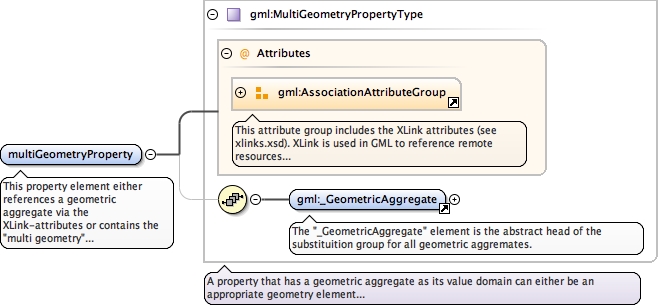 gml:MultiGeometryPropertyType
@ Attributes
gml:AssociationAttributeGroup
This attribute group includes the XLink attributes (see
xlinks.xsd). XLink is used in GML to reference remote
resources...
multiGeometryProperty
This property element either
references a geometric
aggregate via the
XLink-attributes or contains the
"multi geometry"...
gml:_GeometricAggregate
The "_GeometricAggregate" element is the abstract head of the
substituition group for all geometric aggremates.
A property that has a geometric aggregate as its value domain can either be an
appropriate geometry element...